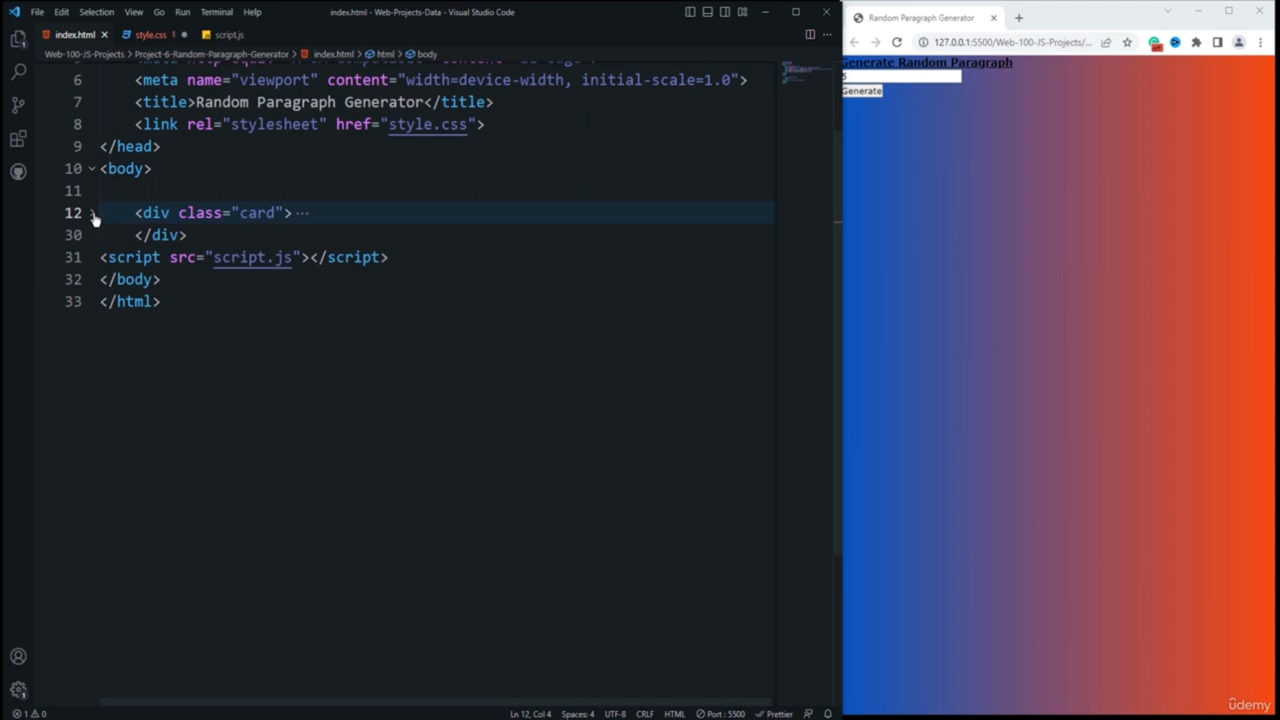 File Edit Selection View Go Run Terminal Help
index.html - Web-Projects-Data - Visual Studio Code
index.html
style.css 1
script.js
Web-100-JS-Projects > Project-6-Random-Paragraph-Generator > index.html > html > body
6 <meta name="viewport" content="width=device-width, initial-scale=1.0">
7 <title>Random Paragraph Generator</title>
8 <link rel="stylesheet" href="style.css">
9 </head>
10 <body>
11
12 <div class="card"> ···
30 </div>
31 <script src="script.js"></script>
32 </body>
33 </html>
1 0
Ln 12, Col 4 Spaces: 4 UTF-8 CRLF HTML Port : 5500 Prettier
Random Paragraph Generator
127.0.0.1:5500/Web-100-JS-Projects/...
Generate Random Paragraph
5
Generate
ûdemy